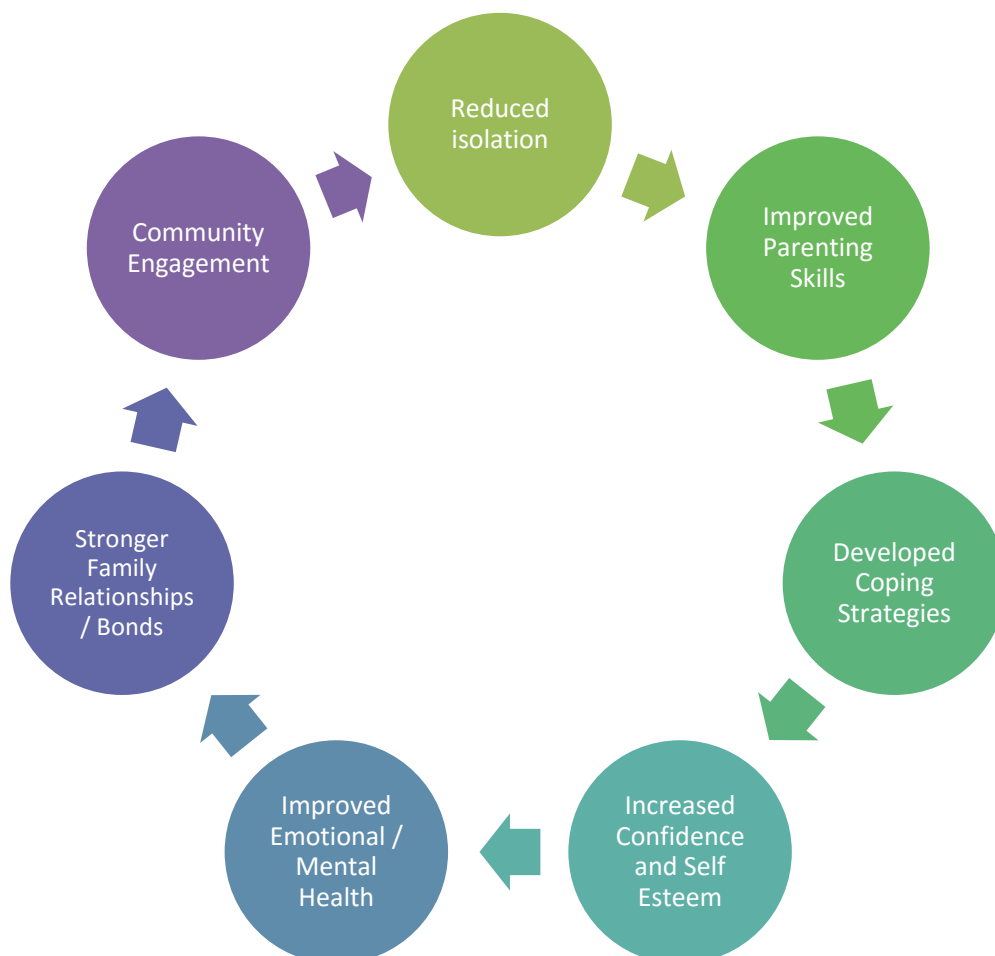 Reduced
isolation
Improved
Parenting
Skills
Developed
Coping
Strategies
Increased
Confidence
and Self
Esteem
Improved
Emotional /
Mental
Health
Stronger
Family
Relationships
/ Bonds
Community
Engagement